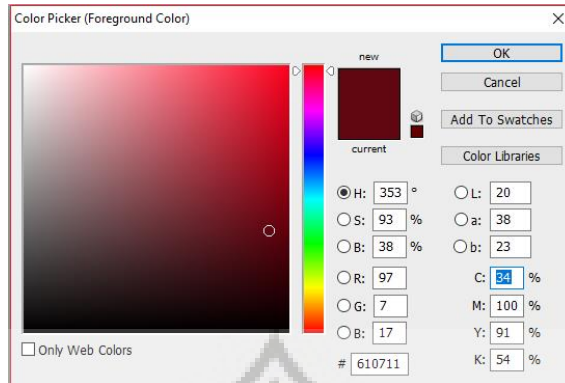 Color Picker (Foreground Color)
new
OK
Cancel
Add To Swatches
current
Color Libraries
H: 353 °
L: 20
S: 93 %
a: 38
B: 38 %
b: 23
R: 97
C: 34 %
G: 7
M: 100 %
B: 17
Y: 91 %
Only Web Colors
# 610711
K: 54 %